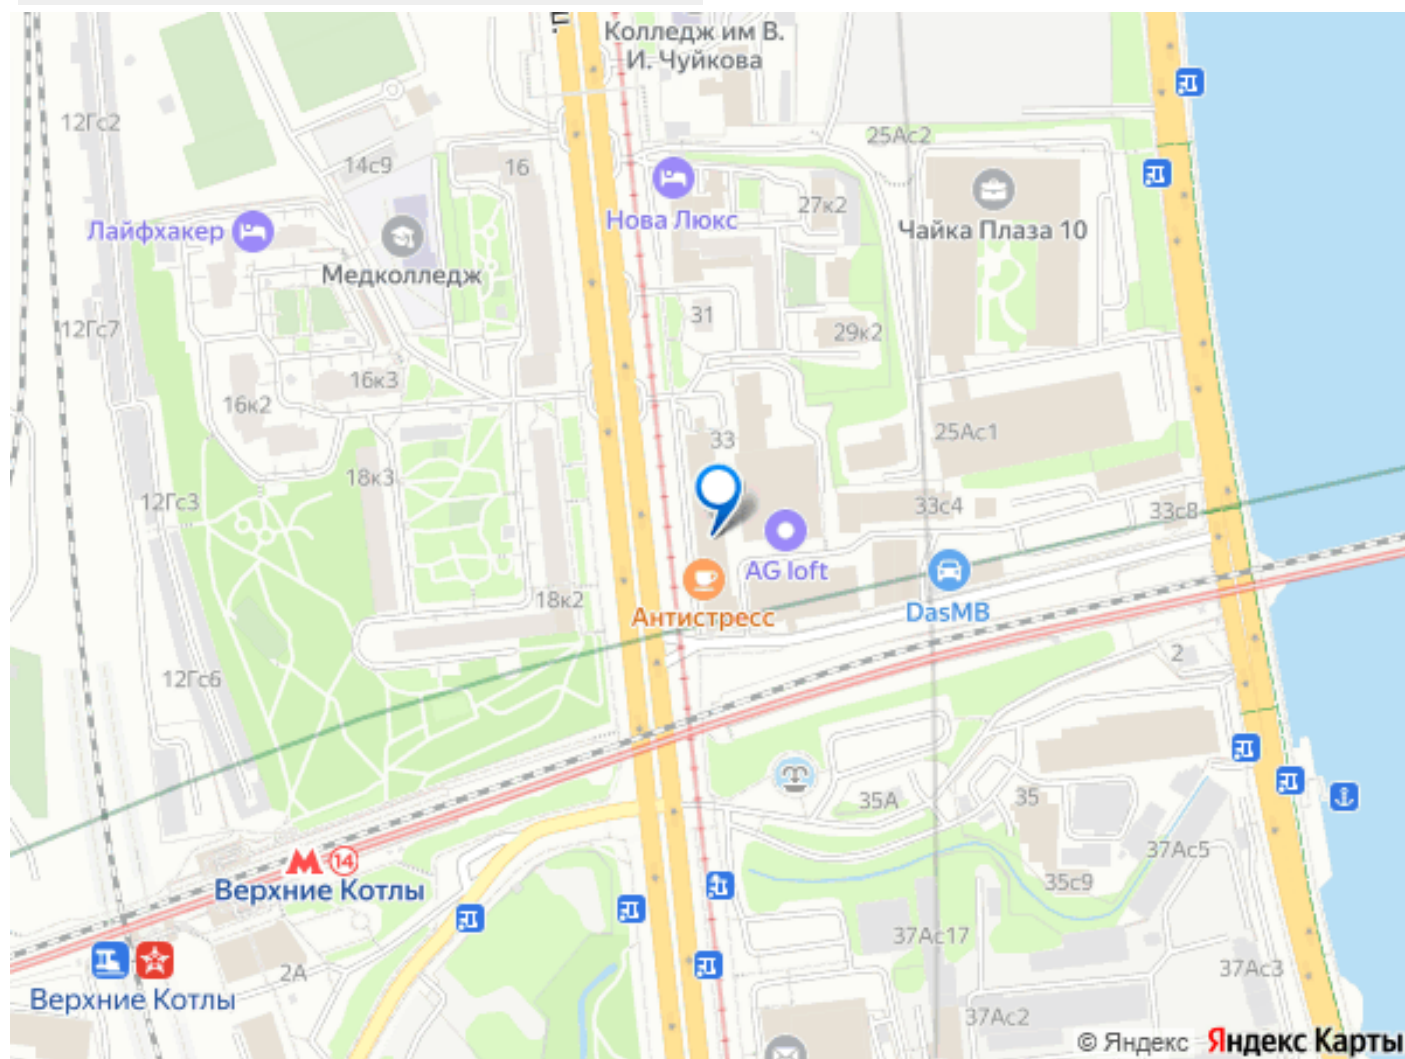 Ш.
Колледж им В.
И. Чуйкова
12Гс2
25Ас2
14с9
16
Нова Люкс
27к2
Чайка Плаза 10
Лайфхакер
Медколледж
12Гс7
31
29к2
16к3
16к2
33
25Ас1
18к3
12Гс3
33с4
33с8
AG loft
18к2
Антистресс
DasMB
2
12Гс6
35А
35
М 14
Верхние Котлы
37Ас5
35с9
37Ас17
2А
Верхние Котлы
37Ас3
37Ас2
© Яндекс Яндекс Карты